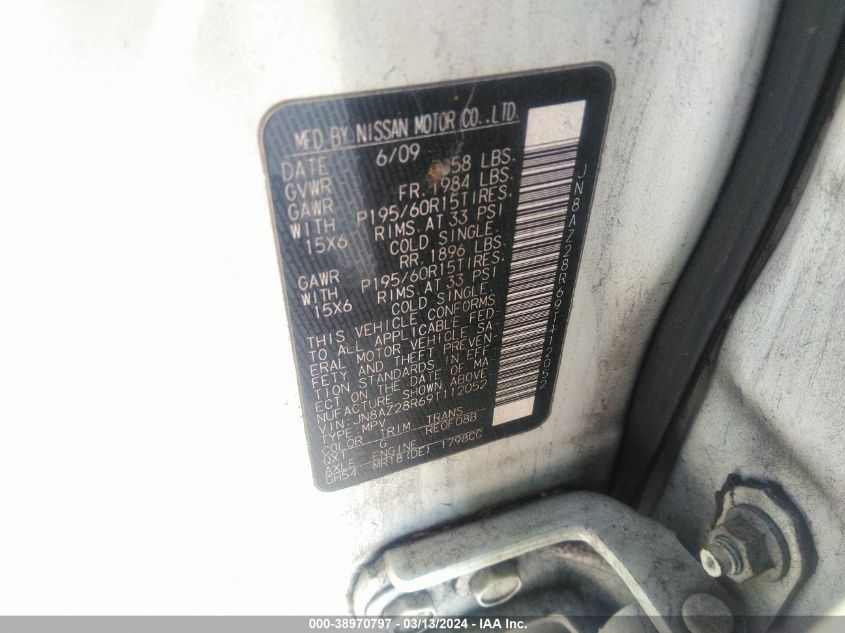 MFD BY NISSAN MOTOR CO.,LTD.
DATE 6/09
GVWR 58 LBS.
GAWR FR. 1984 LBS.
WITH P195/60R15TIRES.
15X6 RIMS. AT 33 PSI
COLD SINGLE.
GAWR RR. 1896 LBS.
WITH P195/60R15TIRES.
15X6 RIMS. AT 33 PSI
COLD SINGLE.
THIS VEHICLE CONFORMS
TO ALL APPLICABLE FED-
ERAL MOTOR VEHICLE SA-
FETY AND THEFT PREVEN-
TION STANDARDS IN EFF-
ECT ON THE DATE OF MA-
NUFACTURE SHOWN ABOVE.
VIN:JN8AZ28R69T112052
TYPE:MPV
COLOR TRIM TRANS
QX1 G RE0F08B
AXLE ENGINE
GH54 MR18(DE) 1798CC
JN8AZ28R69T112052
000-38970797 - 03/13/2024 - IAA Inc.